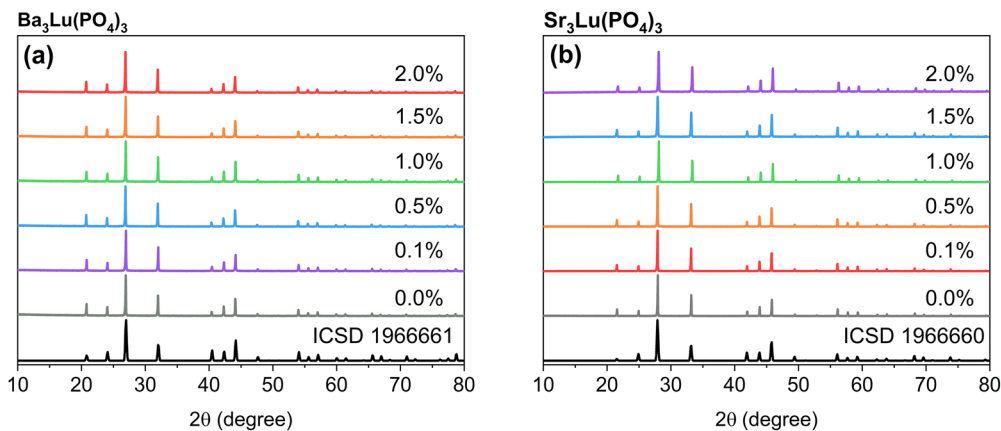 Ba₃Lu(PO₄)₃
(a)
2.0%
1.5%
1.0%
0.5%
0.1%
0.0%
ICSD 1966661
10 20 30 40 50 60 70 80
2θ (degree)
Sr₃Lu(PO₄)₃
(b)
2.0%
1.5%
1.0%
0.5%
0.1%
0.0%
ICSD 1966660
10 20 30 40 50 60 70 80
2θ (degree)